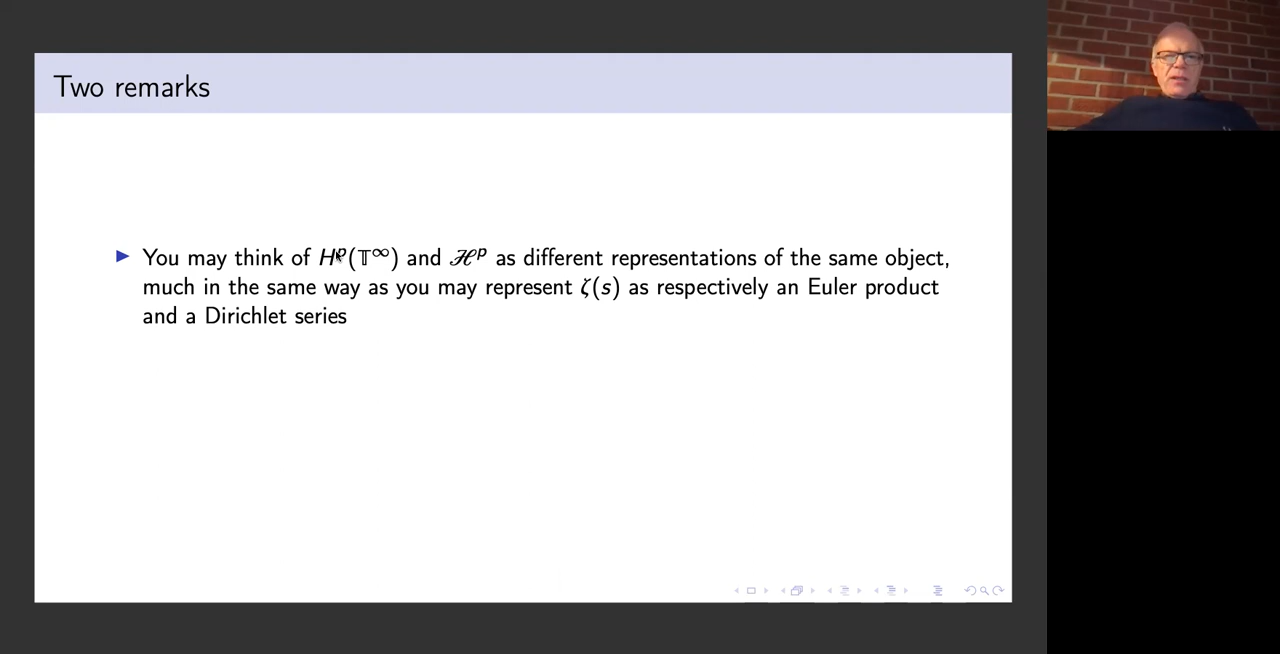 Two remarks
▶ You may think of H^p(𝕋^∞) and ℋ^p as different representations of the same object,
much in the same way as you may represent ζ(s) as respectively an Euler product
and a Dirichlet series